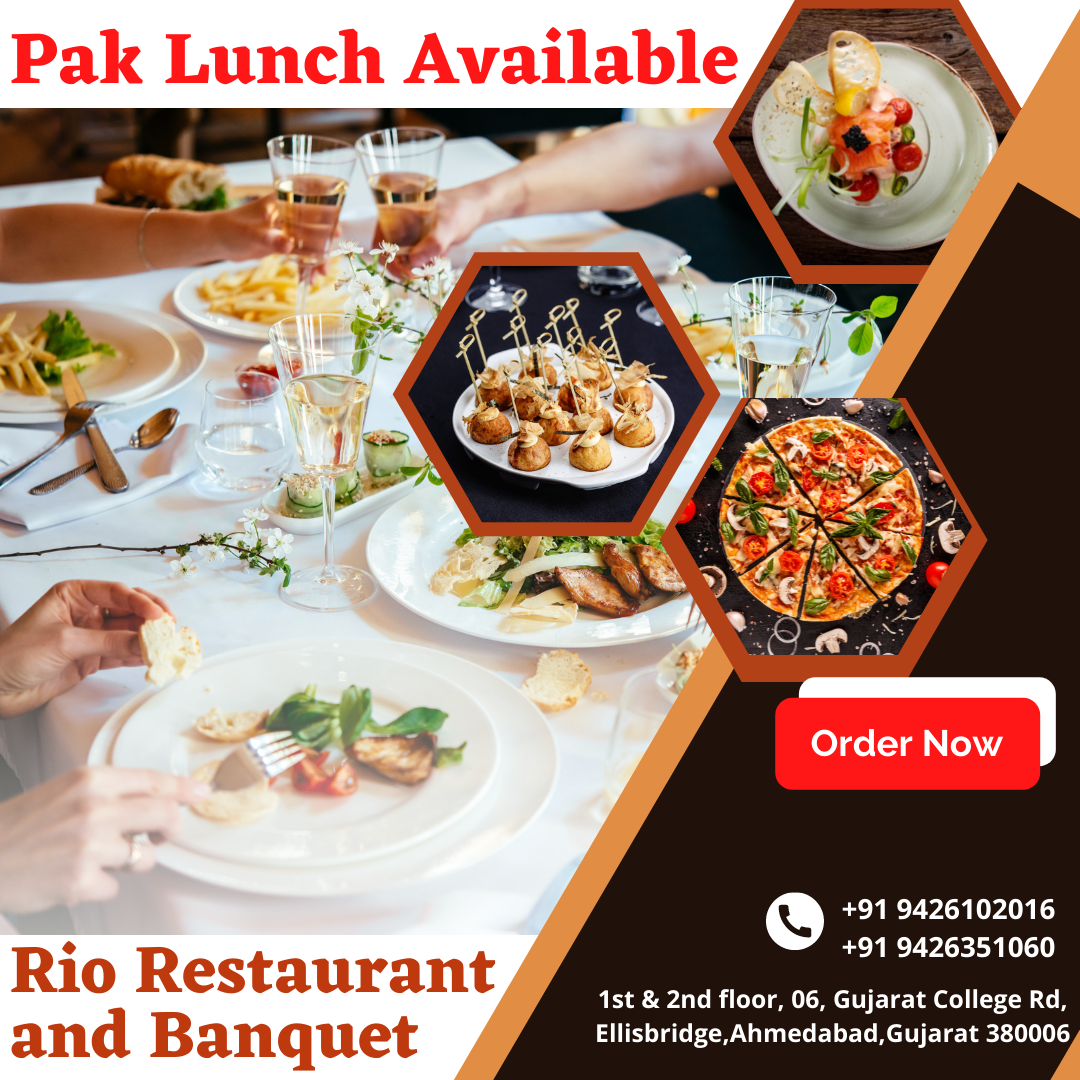 Pak Lunch Available
Order Now
+91 9426102016
+91 9426351060
1st & 2nd floor, 06, Gujarat College Rd,
Ellisbridge,Ahmedabad,Gujarat 380006
Rio Restaurant
and Banquet